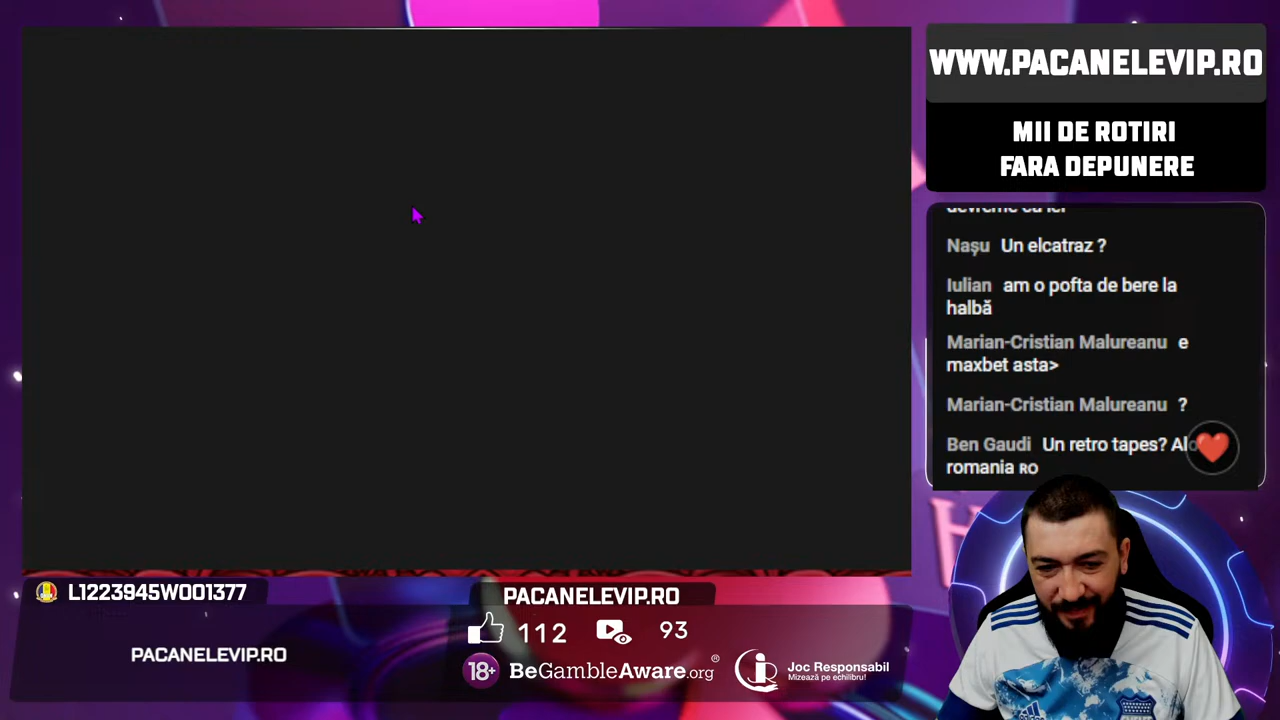 WWW.PACANELEVIP.RO
MII DE ROTIRI
FARA DEPUNERE
Nașu Un elcatraz ?
Iulian am o pofta de bere la
halbă
Marian-Cristian Malureanu e
maxbet asta>
Marian-Cristian Malureanu ?
Ben Gaudi Un retro tapes?
romania RO
L1223945W001377
PACANELEVIP.RO
112 93
PACANELEVIP.RO
18+ BeGambleAware.org®
Joc Responsabil
Mizează pe echilibru!